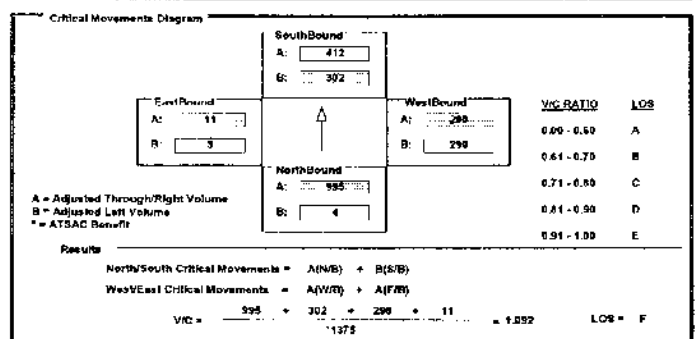 Critical Movements Diagram
SouthBound
A: 412
B: 302
EastBound
A: 11
B: 3
WestBound
A: 298
B: 290
NorthBound
A: 995
B: 4
V/C RATIO LOS
0.00 - 0.60 A
0.61 - 0.70 B
0.71 - 0.80 C
0.81 - 0.90 D
0.91 - 1.00 E
A = Adjusted Through/Right Volume
B = Adjusted Left Volume
* = ATSAC Benefit
Results
North/South Critical Movements = A(N/B) + B(S/B)
West/East Critical Movements = A(W/B) + A(E/B)
V/C = 995 + 302 + 298 + 11 = 1.092 LOS = F
1375